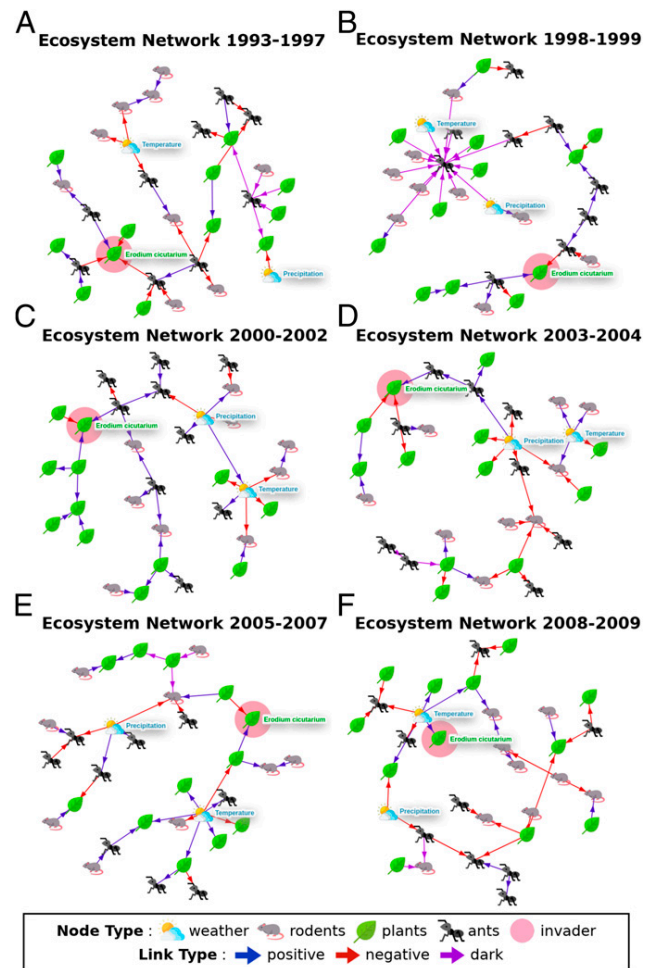 A
Ecosystem Network 1993-1997
Temperature
Erodium cicutarium
Precipitation
B
Ecosystem Network 1998-1999
Temperature
Precipitation
Erodium cicutarium
C
Ecosystem Network 2000-2002
Precipitation
Erodium cicutarium
Temperature
D
Ecosystem Network 2003-2004
Erodium cicutarium
Temperature
Precipitation
E
Ecosystem Network 2005-2007
Erodium cicutarium
Precipitation
Temperature
F
Ecosystem Network 2008-2009
Temperature
Erodium cicutarium
Precipitation
Node Type : weather rodents plants ants invader
Link Type : positive negative dark